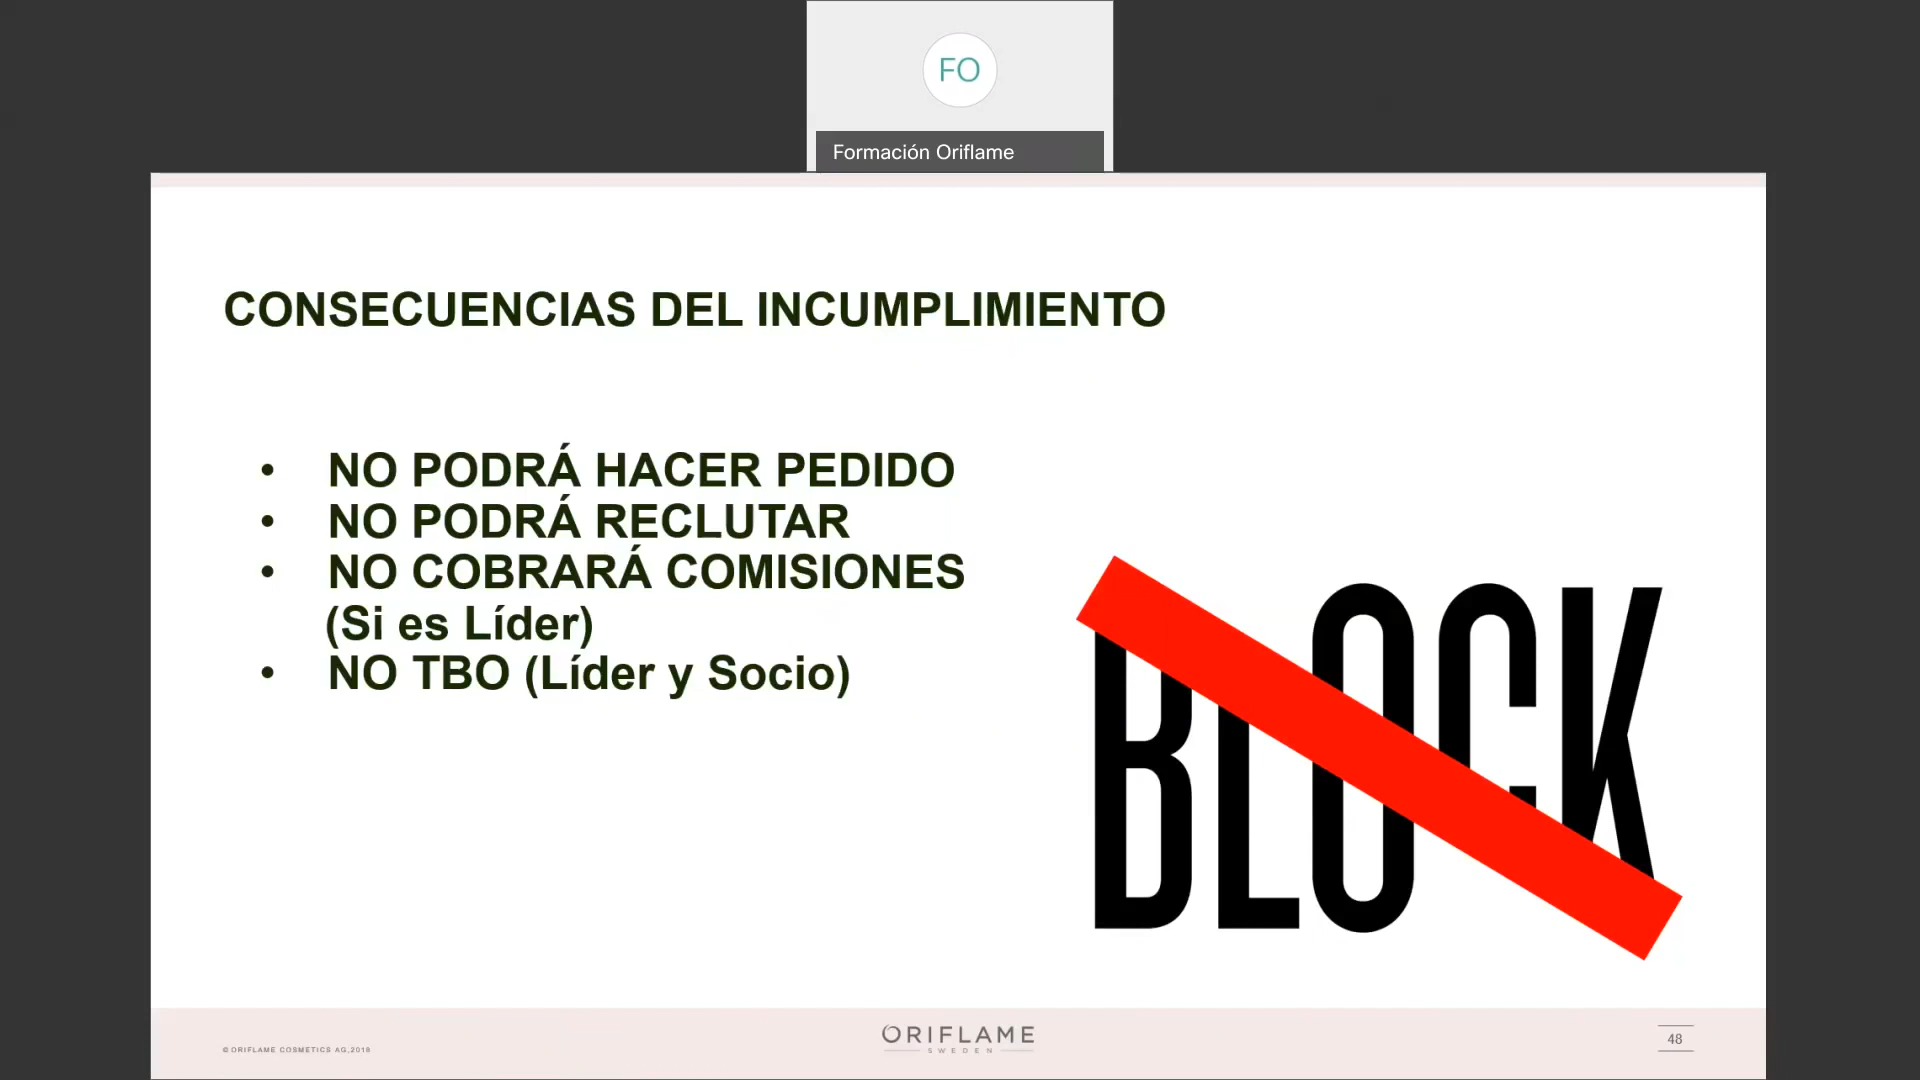 FO
Formación Oriflame
CONSECUENCIAS DEL INCUMPLIMIENTO
• NO PODRÁ HACER PEDIDO
• NO PODRÁ RECLUTAR
• NO COBRARÁ COMISIONES
(Si es Líder)
• NO TBO (Líder y Socio)
BLOCK
© ORIFLAME COSMETICS AG,2019
ORIFLAME
SWEDEN
48